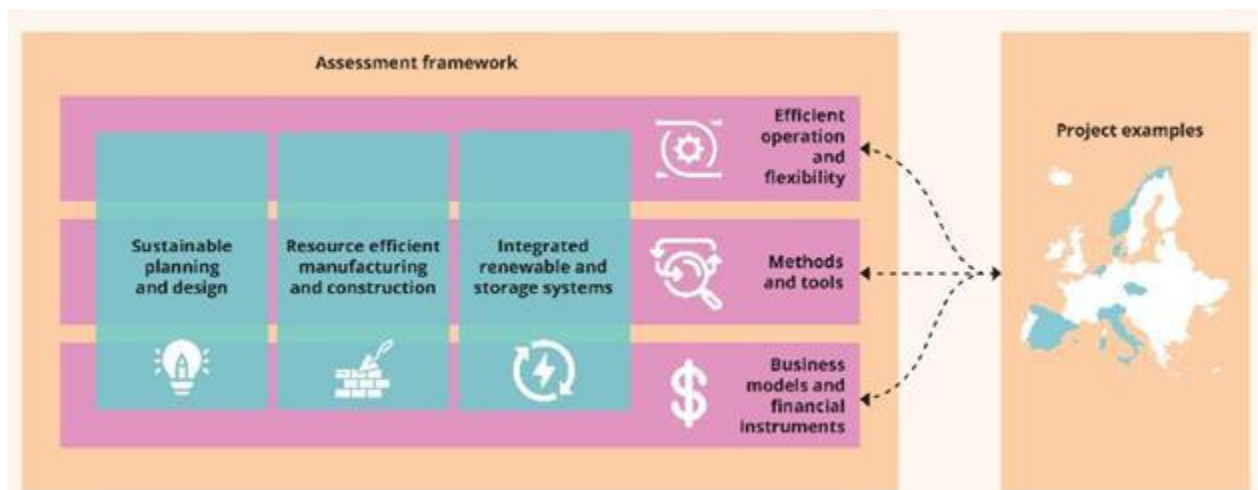 Assessment framework
Efficient
operation
and
flexibility
Project examples
Sustainable
planning
and design
Resource efficient
manufacturing
and construction
Integrated
renewable and
storage systems
Methods
and tools
Business
models and
financial
instruments